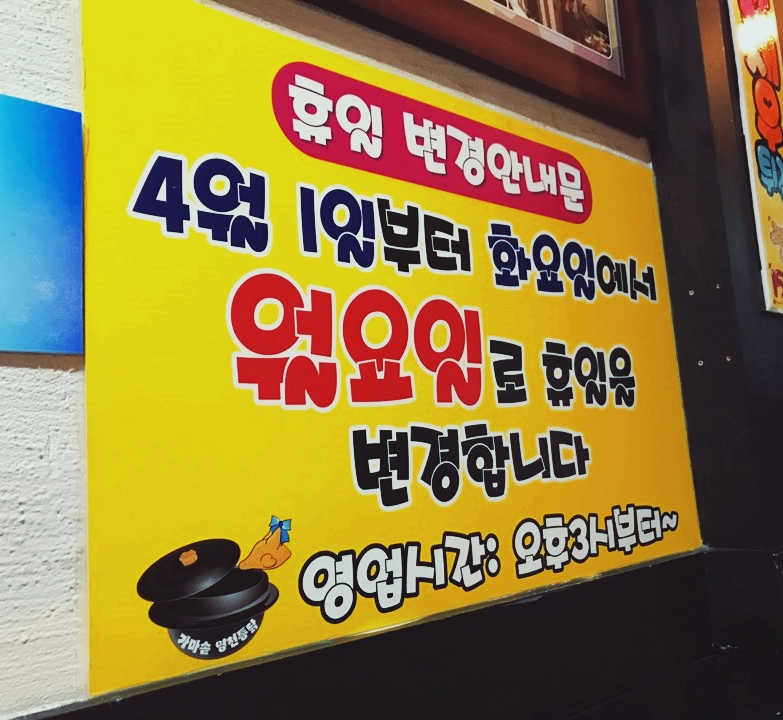 휴일 변경안내문
4월 1일부터 화요일에서
월요일로 휴일을
변경합니다
영업시간: 오후3시부터~
가마솥 영천통닭